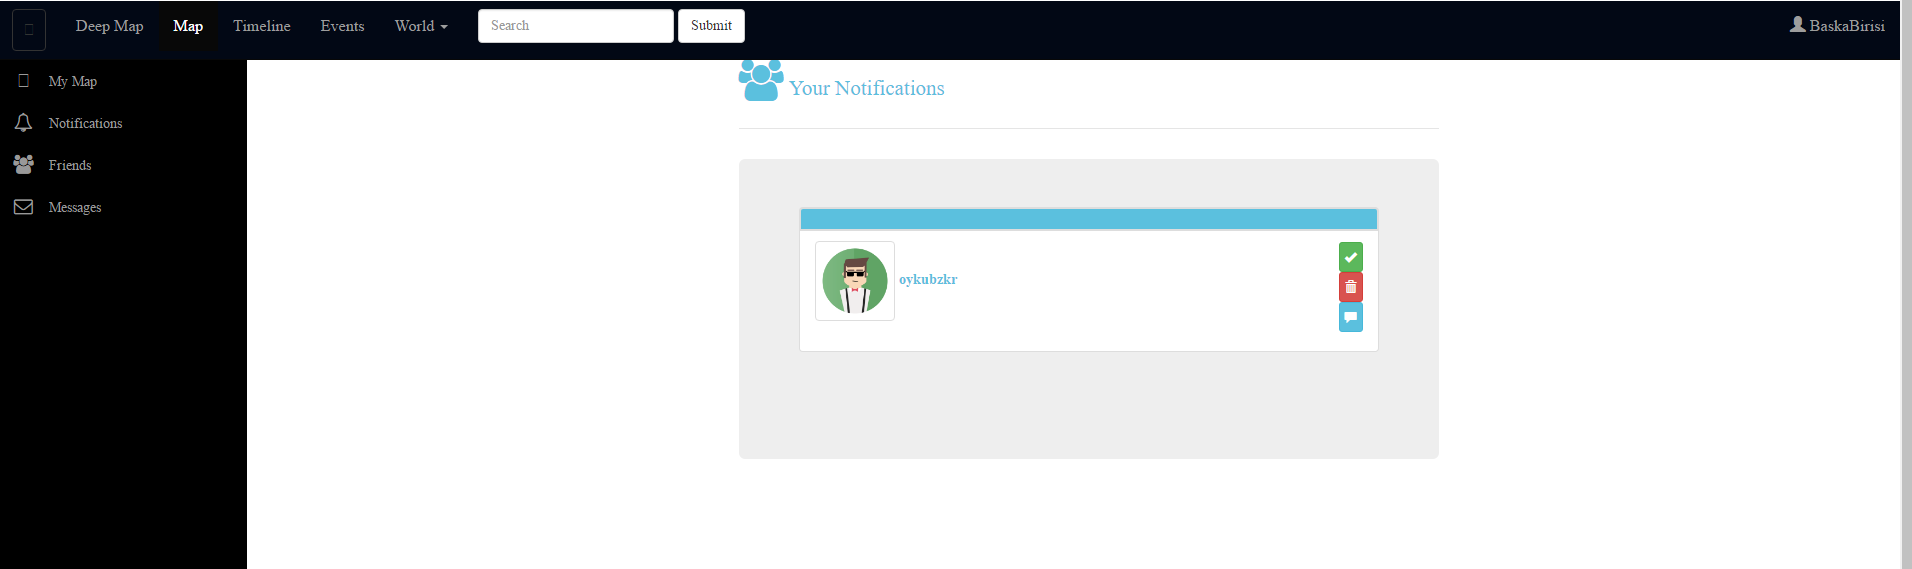 Deep Map Map Timeline Events World Search Submit BaskaBirisi
My Map
Notifications
Friends
Messages
Your Notifications
oykubzkr